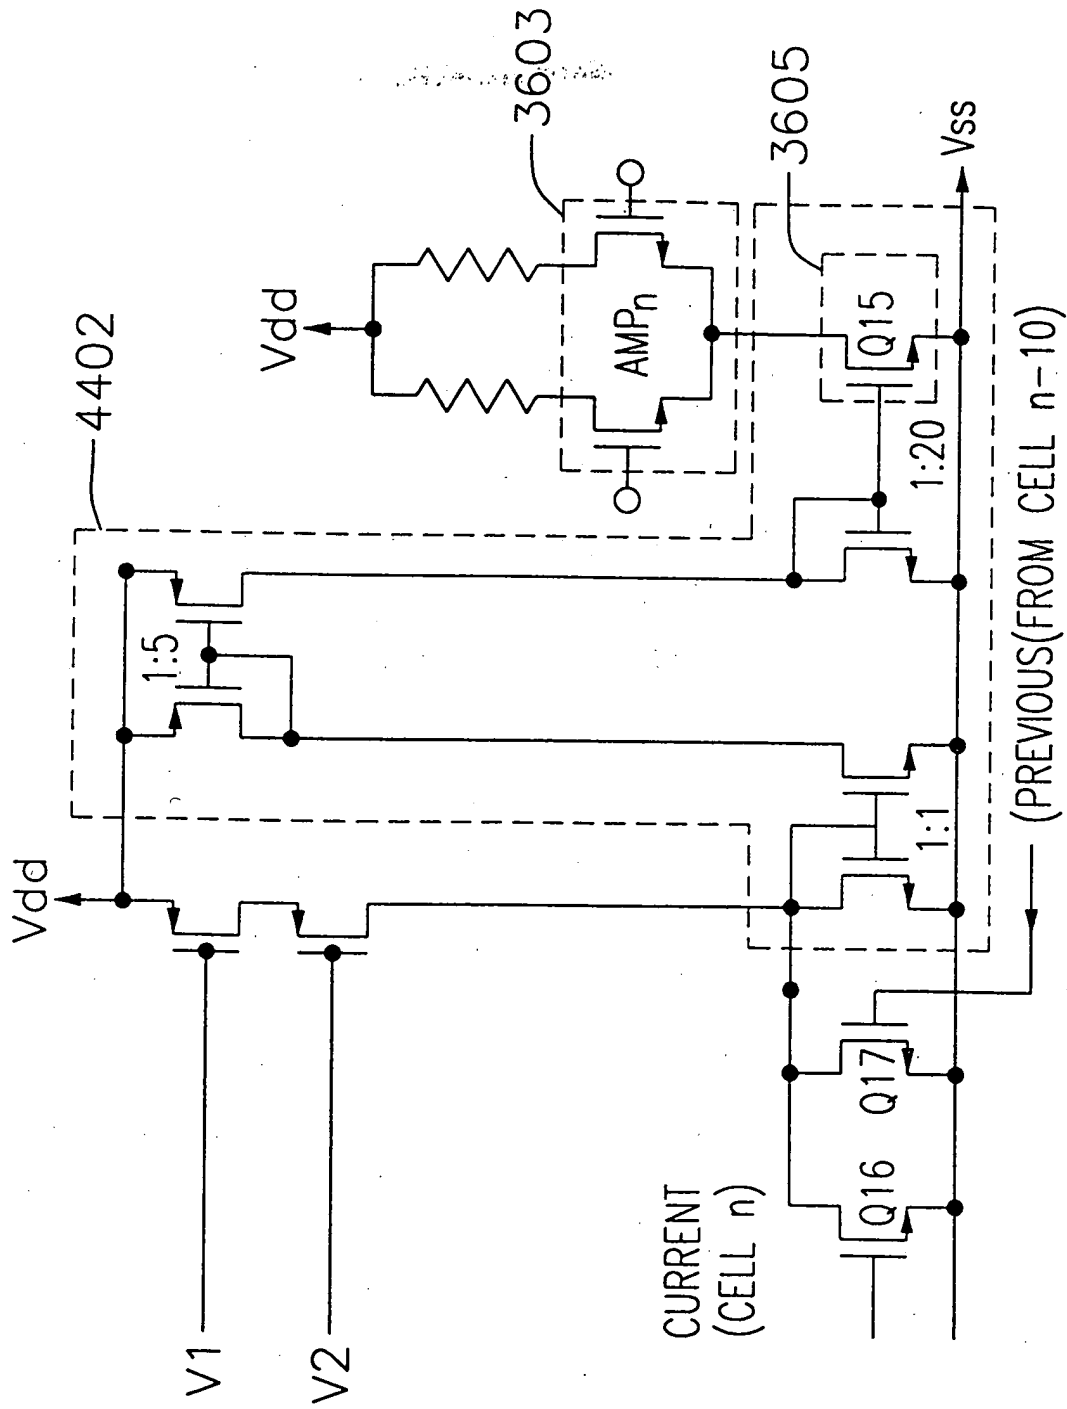 V1
V2
Vdd
4402
1:5
Vdd
3603
AMPn
3605
Q15
1:20
Vss
1:1
CURRENT
(CELL n)
Q16
Q17
(PREVIOUS(FROM CELL n-10)